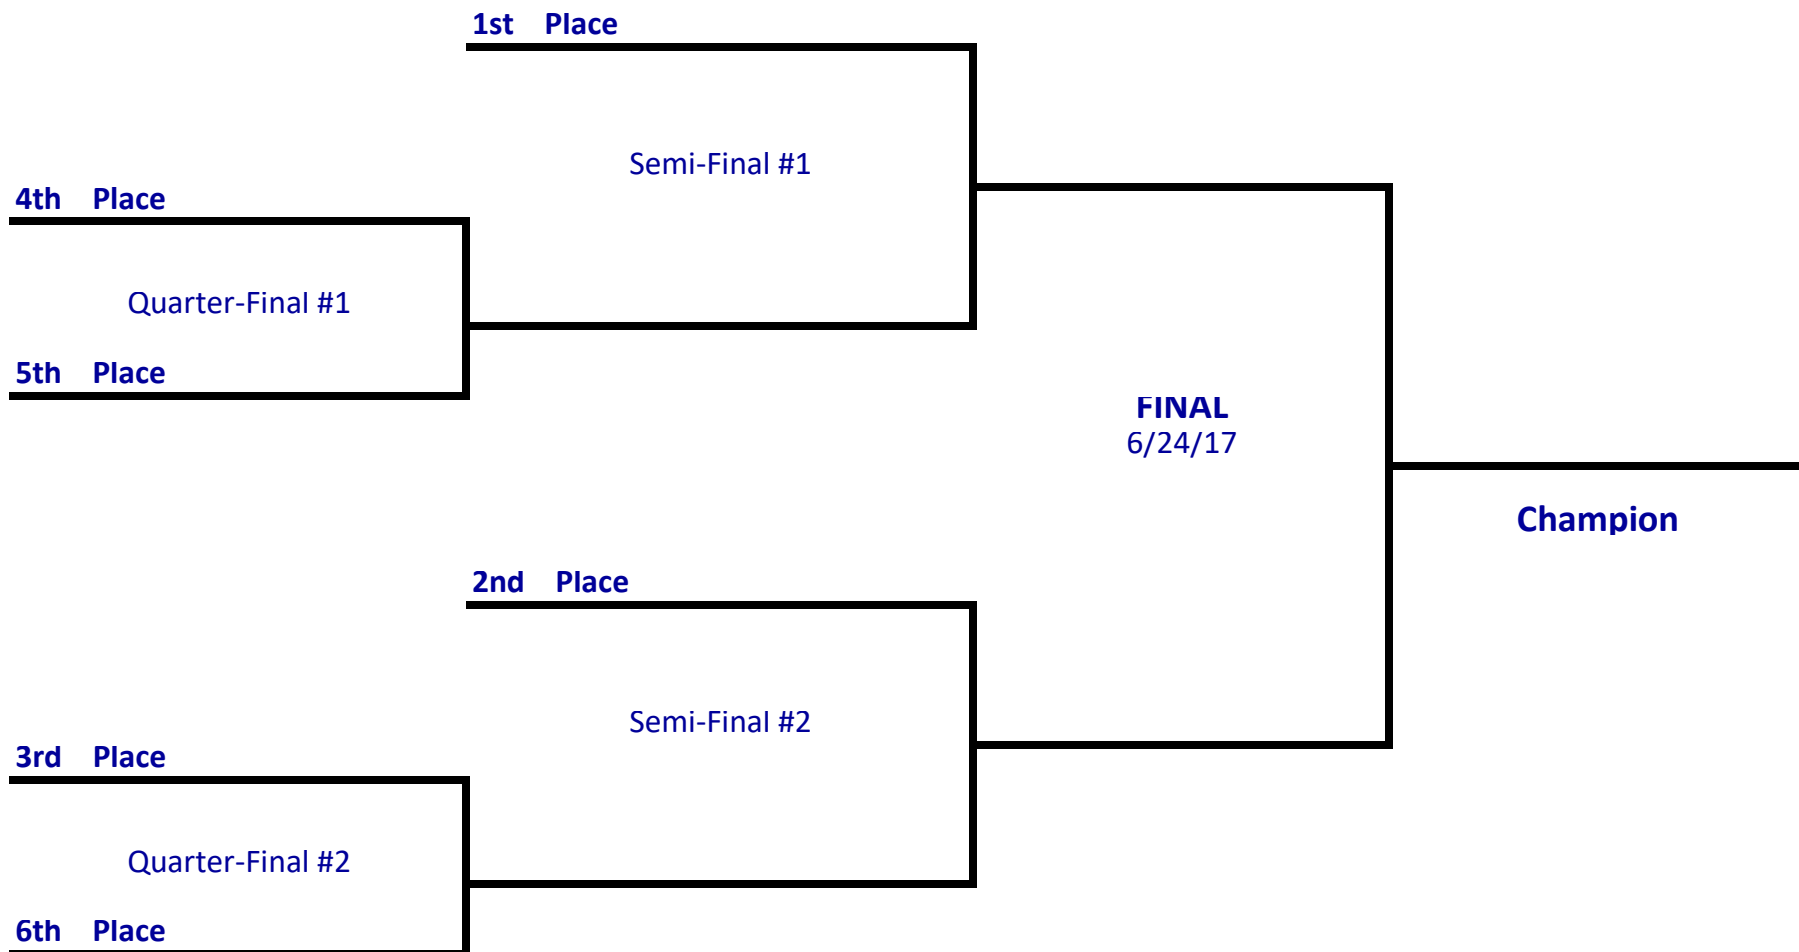 1st Place
Semi-Final #1
4th Place
Quarter-Final #1
5th Place
FINAL
6/24/17
Champion
2nd Place
Semi-Final #2
3rd Place
Quarter-Final #2
6th Place